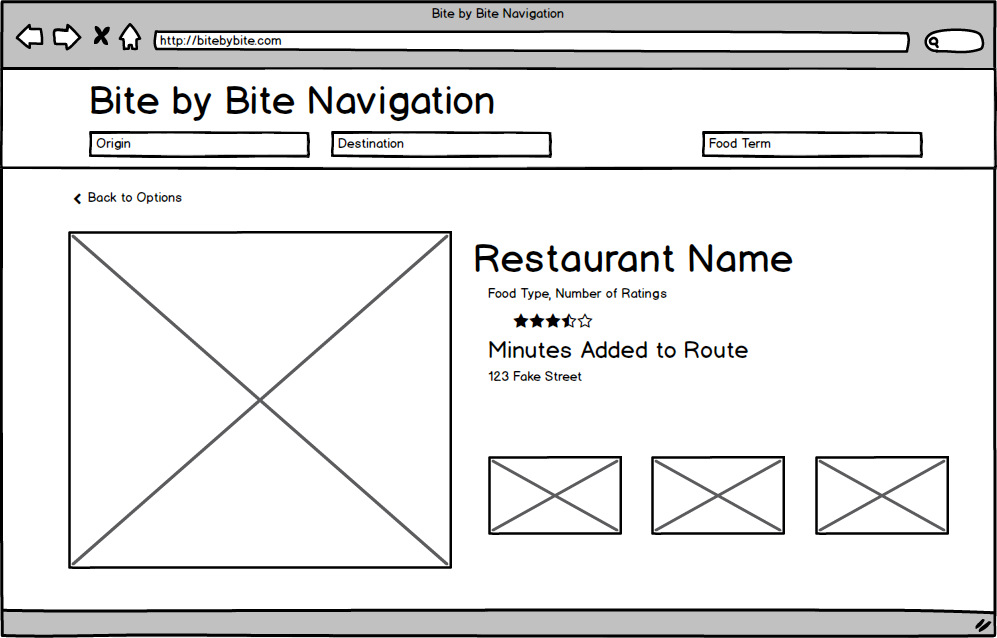 Bite by Bite Navigation
http://bitebybite.com
Bite by Bite Navigation
Origin
Destination
Food Term
Back to Options
Restaurant Name
Food Type, Number of Ratings
Minutes Added to Route
123 Fake Street